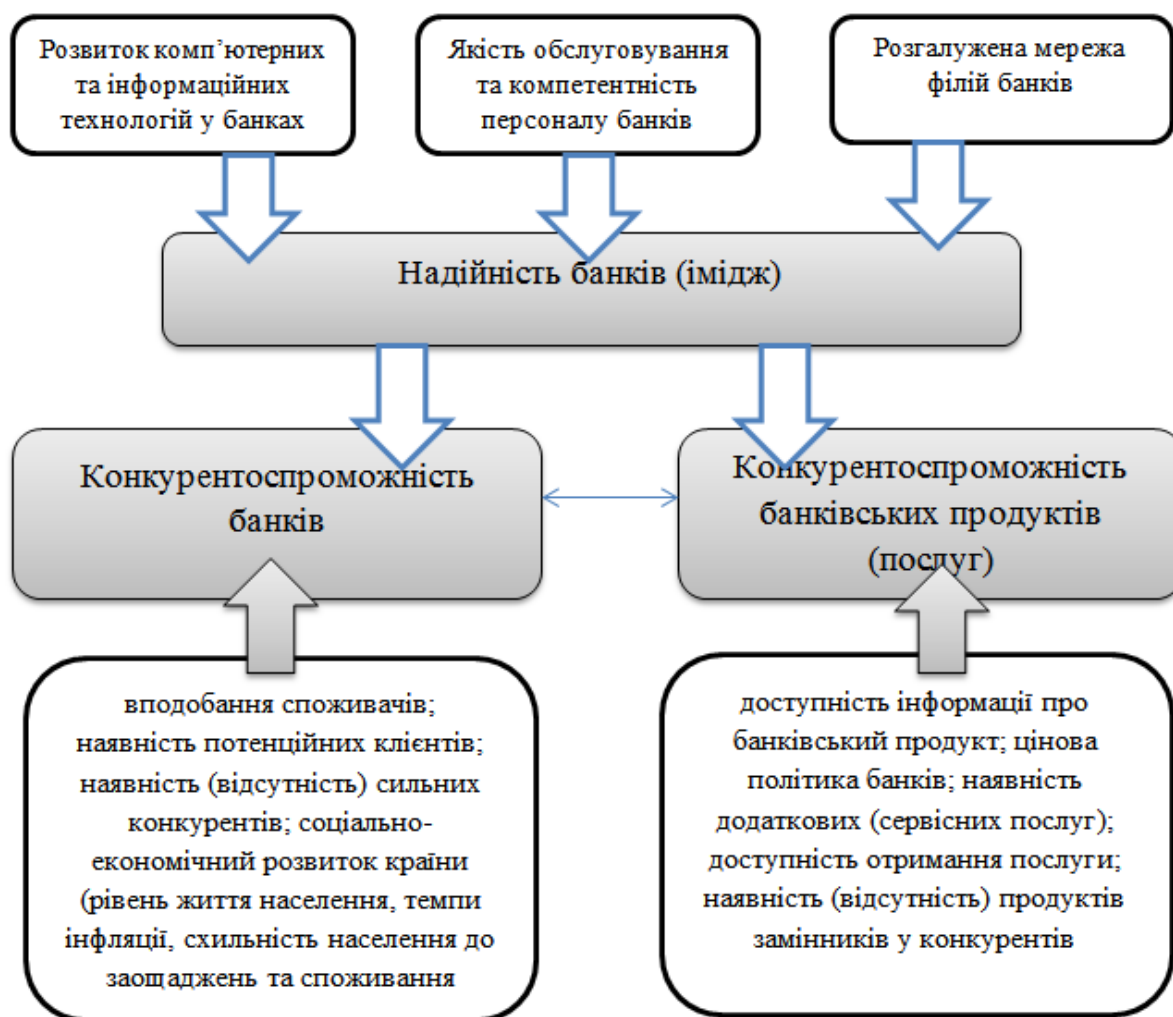 Розвиток комп’ютерних
та інформаційних
технологій у банках
Якість обслуговування
та компетентність
персоналу банків
Розгалужена мережа
філій банків
Надійність банків (імідж)
Конкурентоспроможність
банків
Конкурентоспроможність
банківських продуктів
(послуг)
вподобання споживачів;
наявність потенційних клієнтів;
наявність (відсутність) сильних
конкурентів; соціально-
економічний розвиток країни
(рівень життя населення, темпи
інфляції, схильність населення до
заощаджень та споживання
доступність інформації про
банківський продукт; цінова
політика банків; наявність
додаткових (сервісних послуг);
доступність отримання послуги;
наявність (відсутність) продуктів
замінників у конкурентів